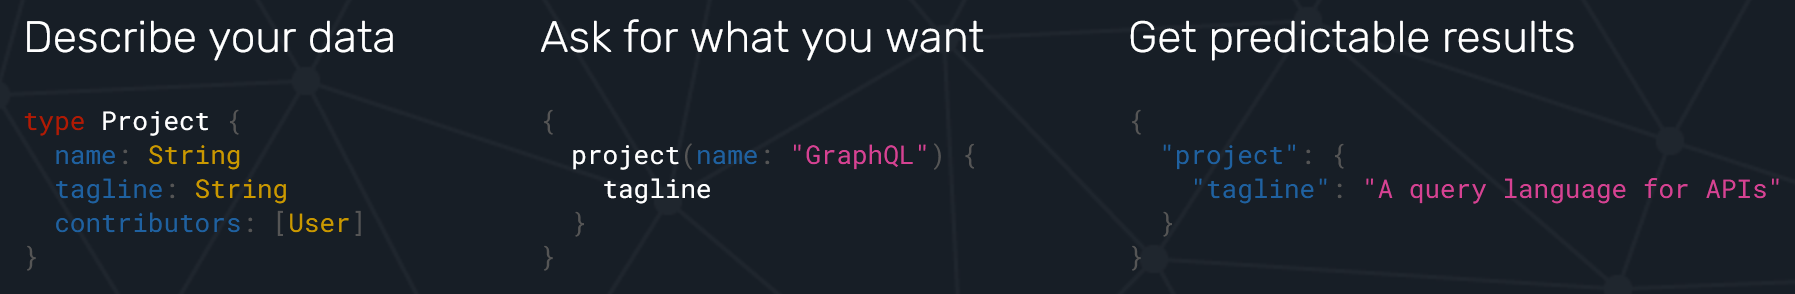 Describe your data
type Project {
  name: String
  tagline: String
  contributors: [User]
}
Ask for what you want
{
  project(name: "GraphQL") {
    tagline
  }
}
Get predictable results
{
  "project": {
    "tagline": "A query language for APIs"
  }
}